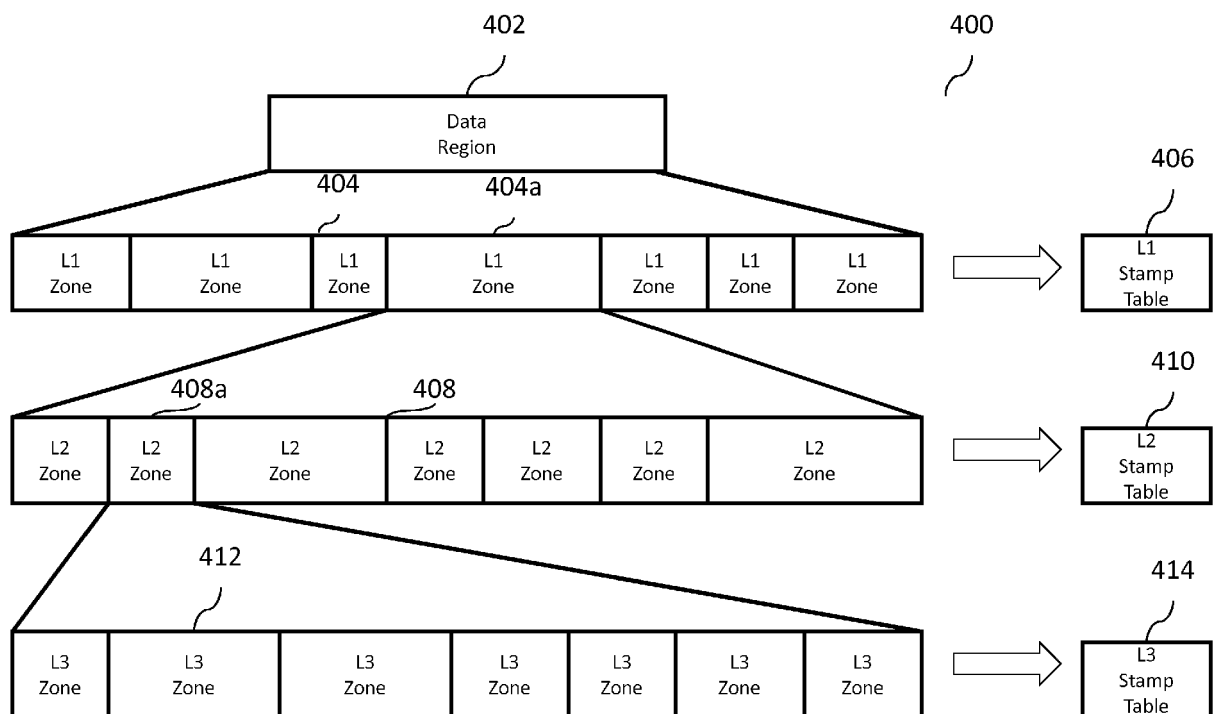 402
400
Data
Region
406
404
404a
L1
Zone
L1
Zone
L1
Zone
L1
Zone
L1
Zone
L1
Zone
L1
Zone
L1
Stamp
Table
410
408a
408
L2
Zone
L2
Zone
L2
Zone
L2
Zone
L2
Zone
L2
Zone
L2
Zone
L2
Stamp
Table
412
414
L3
Zone
L3
Zone
L3
Zone
L3
Zone
L3
Zone
L3
Zone
L3
Zone
L3
Stamp
Table